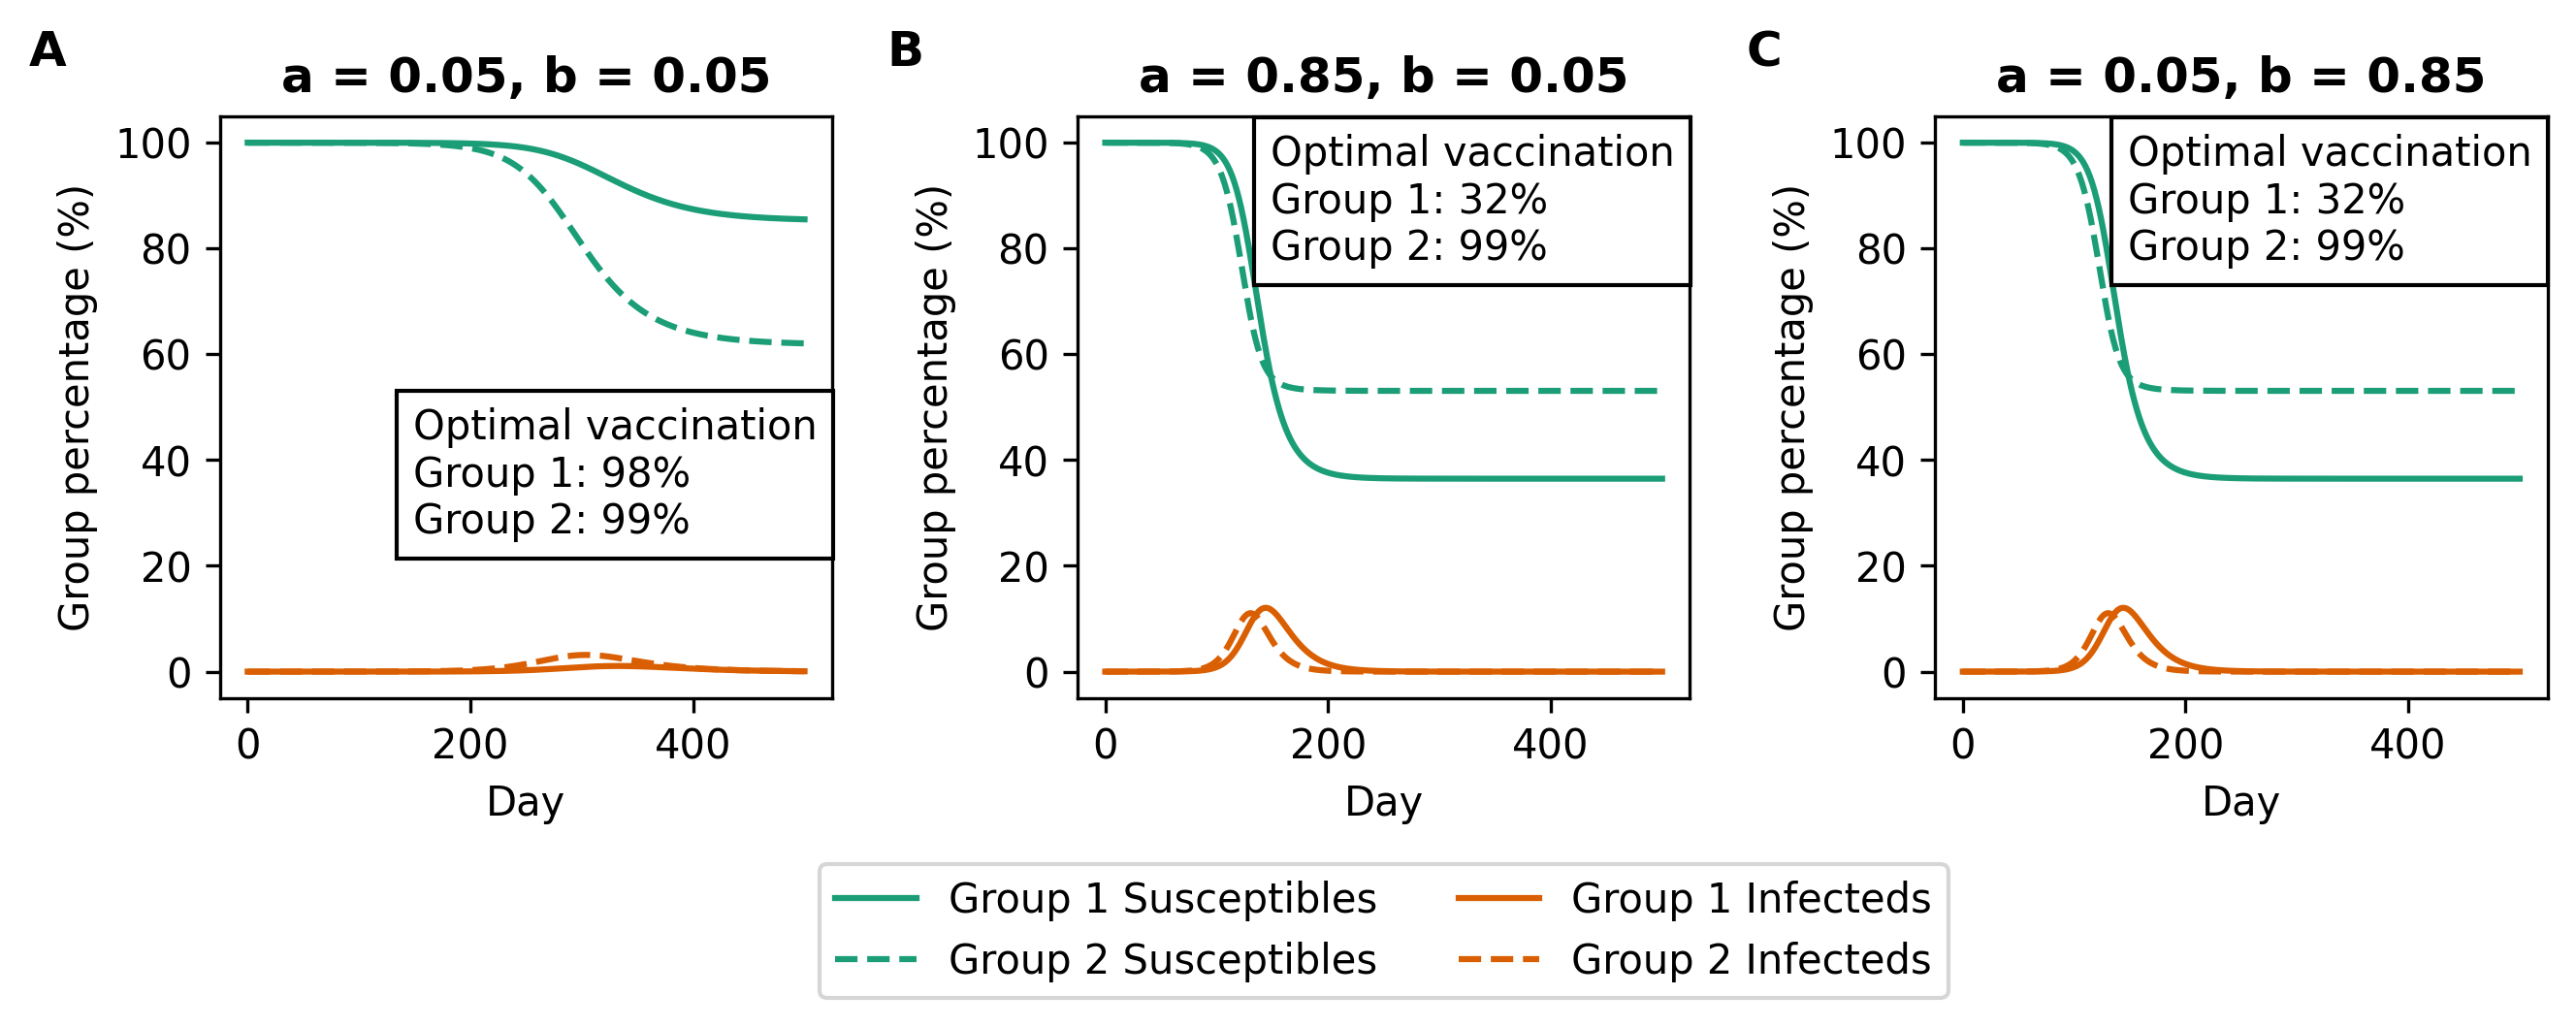 A
a = 0.05, b = 0.05
Group percentage (%)
100
80
60
40
20
0
Optimal vaccination
Group 1: 98%
Group 2: 99%
0 200 400
Day
B
a = 0.85, b = 0.05
Group percentage (%)
100
80
60
40
20
0
Optimal vaccination
Group 1: 32%
Group 2: 99%
0 200 400
Day
C
a = 0.05, b = 0.85
Group percentage (%)
100
80
60
40
20
0
Optimal vaccination
Group 1: 32%
Group 2: 99%
0 200 400
Day
Group 1 Susceptibles
Group 2 Susceptibles
Group 1 Infecteds
Group 2 Infecteds